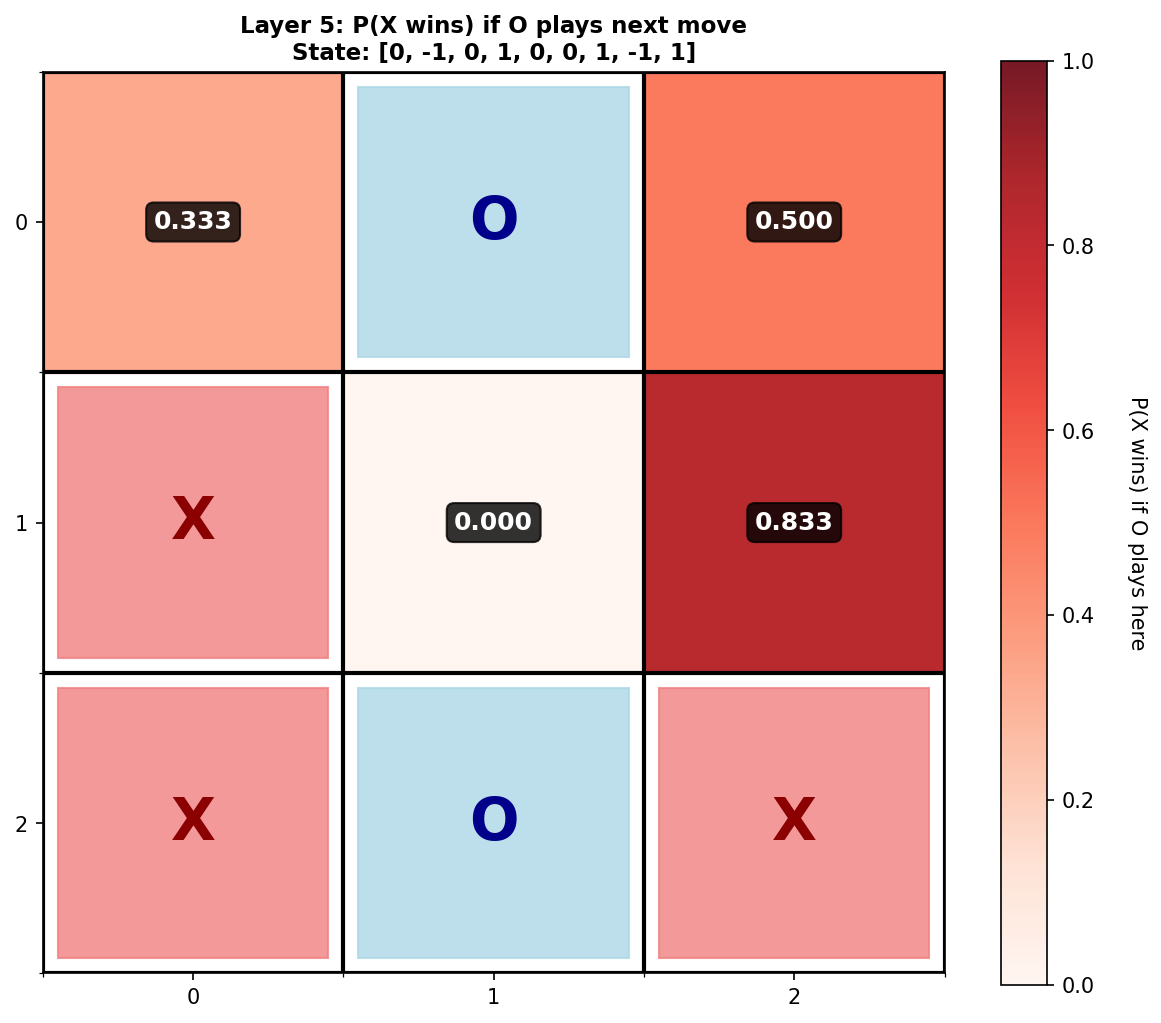 Layer 5: P(X wins) if O plays next move
State: [0, -1, 0, 1, 0, 0, 1, -1, 1]
0.333
O
0.500
X
0.000
0.833
X
O
X
0
1
2
0
1
2
1.0
0.8
0.6
0.4
0.2
0.0
P(X wins) if O plays here